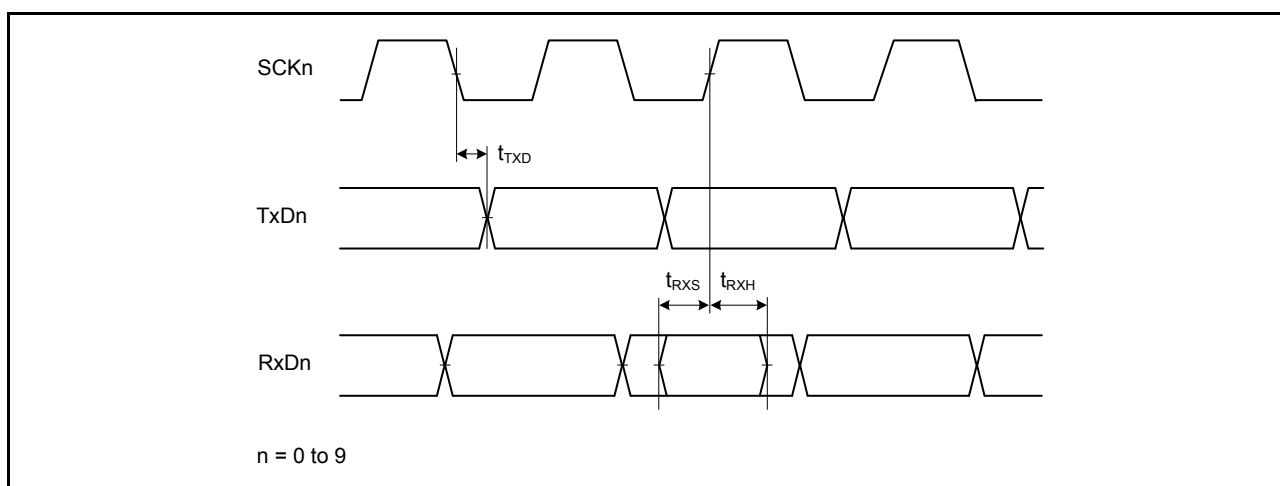 SCKn
tTXD
TxDn
tRXS tRXH
RxDn
n = 0 to 9